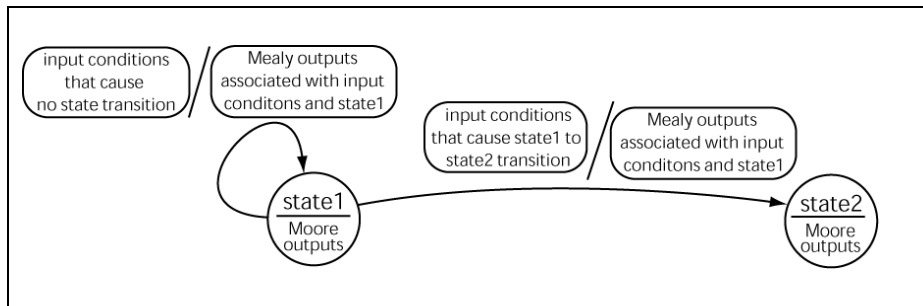 input conditions
that cause
no state transition
/
Mealy outputs
associated with input
conditons and state1
input conditions
that cause state1 to
state2 transition
/
Mealy outputs
associated with input
conditons and state1
state1
Moore
outputs
state2
Moore
outputs